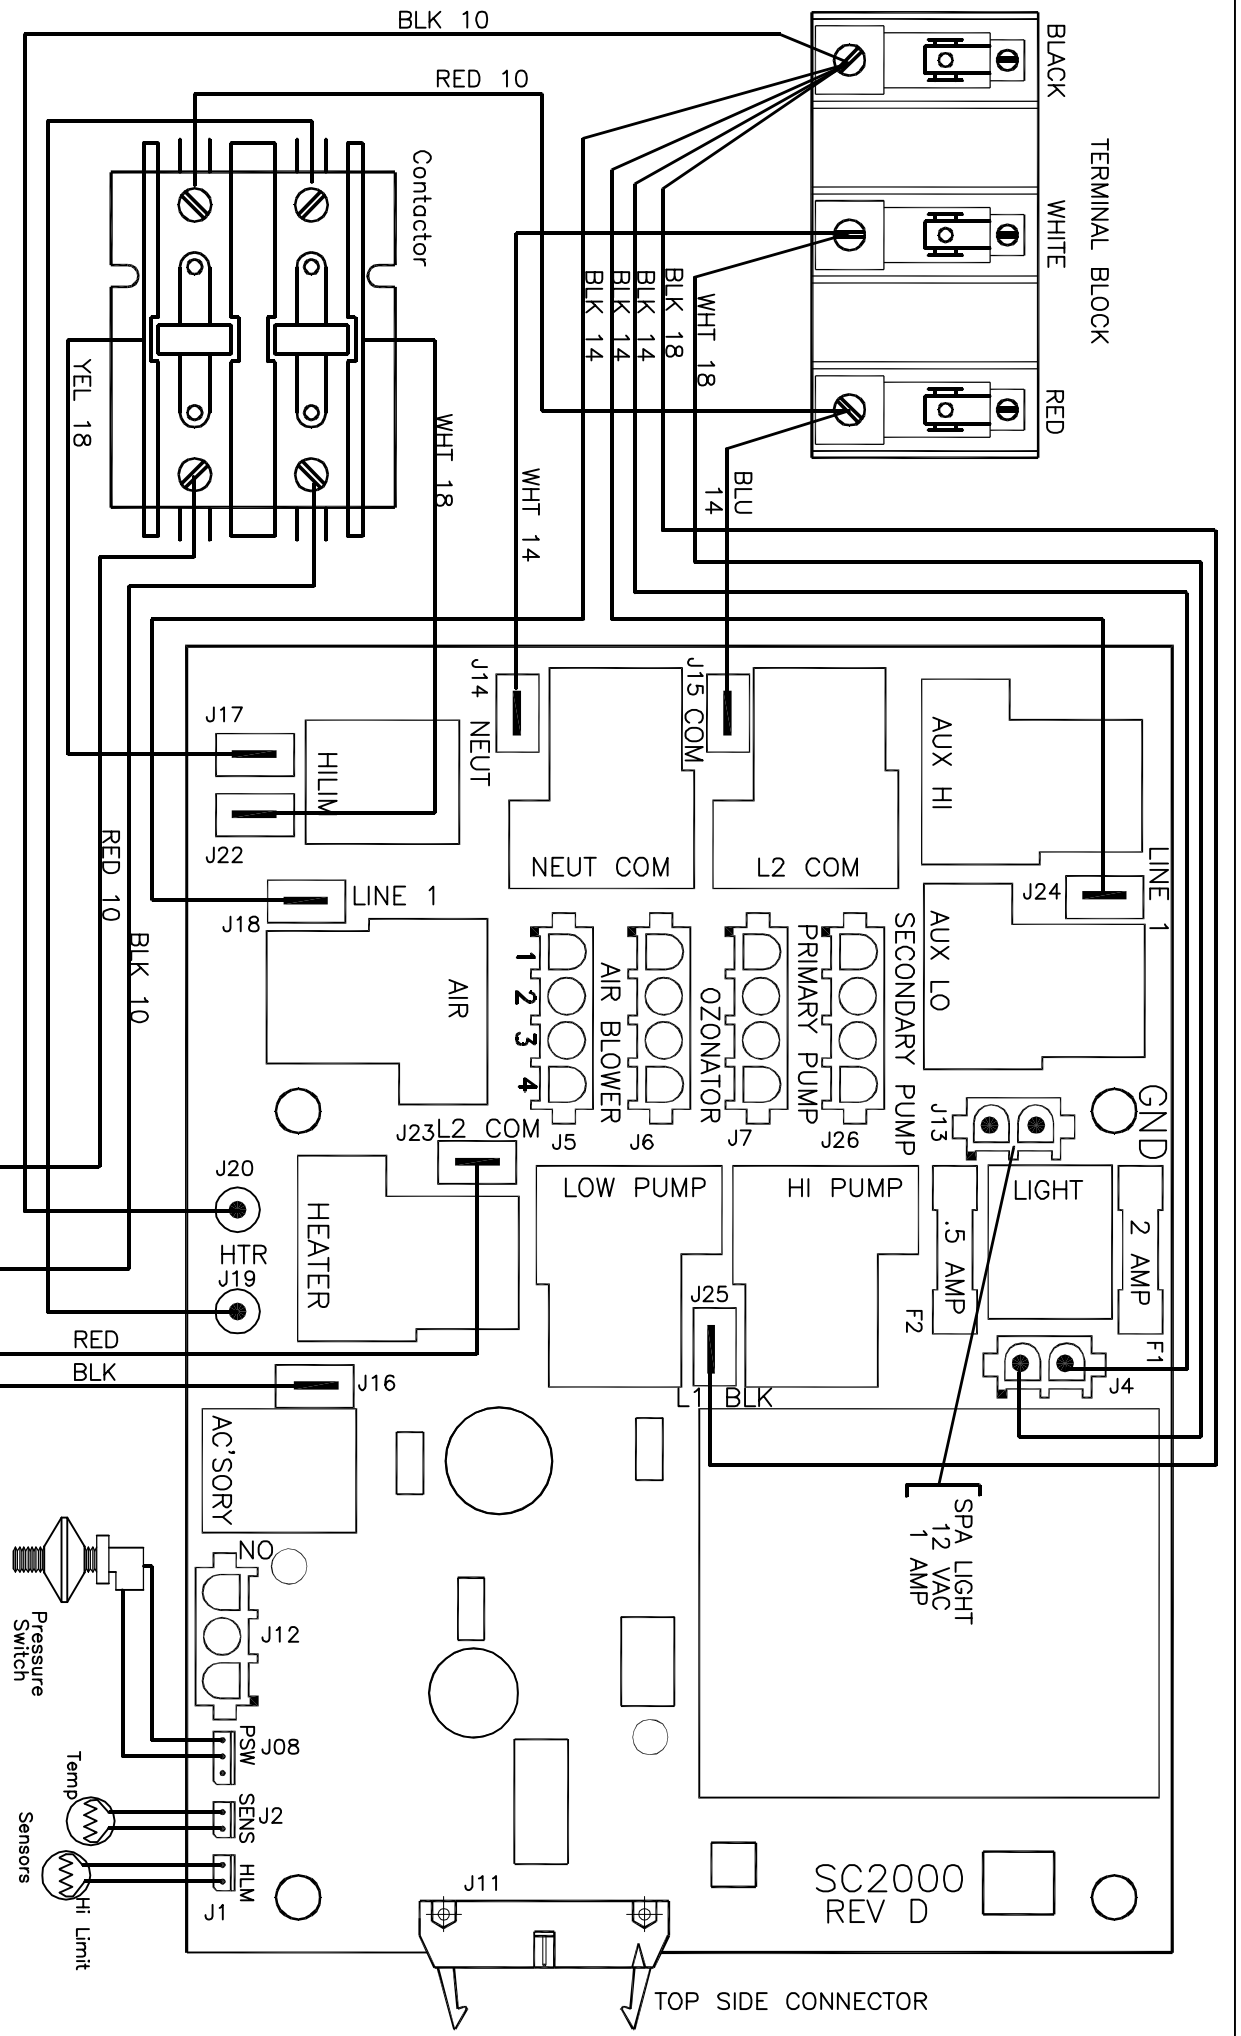 BLK 10
RED 10
BLACK
TERMINAL BLOCK
WHITE
RED
Contactor
YEL 18
WHT 18
BLK 14
BLK 14
BLK 14
BLK 18
WHT 18
WHT 14
BLU
14
J17
J22
HILIM
J14 NEUT
J15 COM
NEUT COM
L2 COM
AUX HI
J24
LINE 1
RED 10
BLK 10
J18
LINE 1
AIR
1
2
3
4
AIR BLOWER
OZONATOR
PRIMARY PUMP
SECONDARY PUMP
AUX LO
J5
J6
J7
J26
J13
GND
J23
L2 COM
J20
HTR
J19
HEATER
LOW PUMP
HI PUMP
LIGHT
.5 AMP
F2
2 AMP
F1
J25
L1 BLK
J4
RED
BLK
J16
AC'SORY
SPA LIGHT
12 VAC
1 AMP
NO
J12
Pressure
Switch
PSW
J08
Temp
SENS
J2
Sensors
HLM
J1
Hi Limit
J11
SC2000
REV D
TOP SIDE CONNECTOR